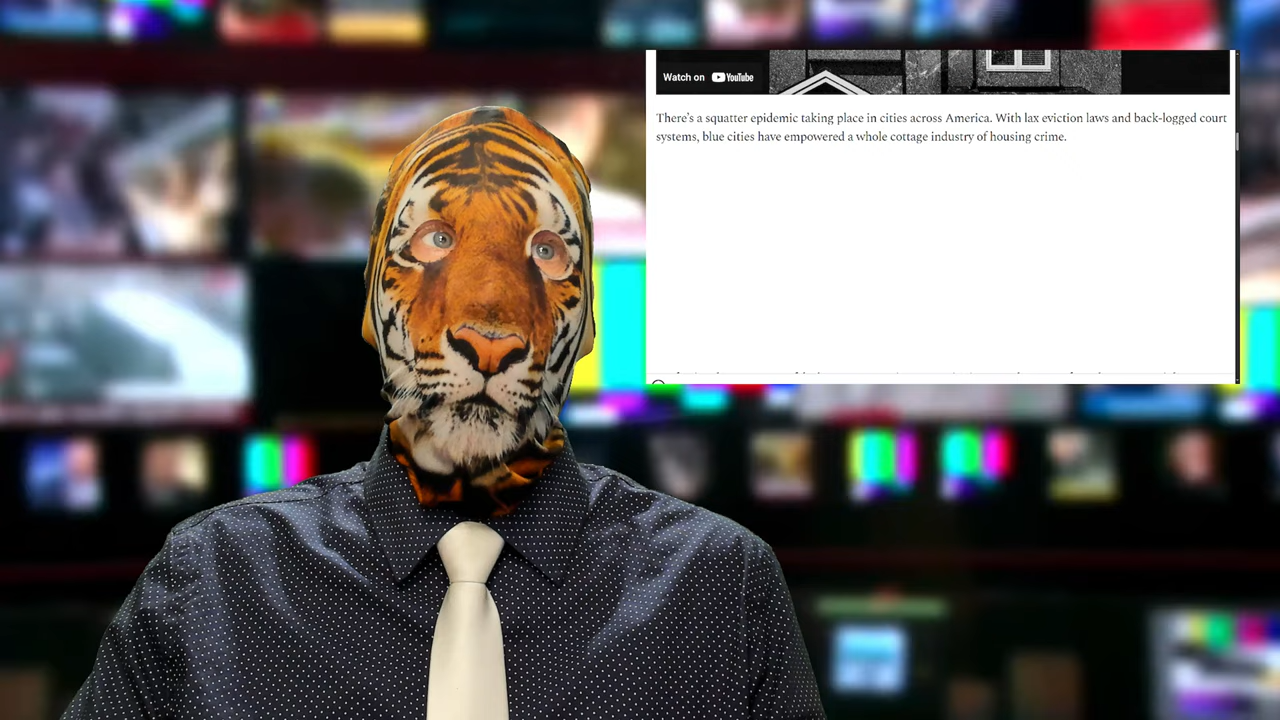 Watch on YouTube
There's a squatter epidemic taking place in cities across America. With lax eviction laws and back-logged court
systems, blue cities have empowered a whole cottage industry of housing crime.